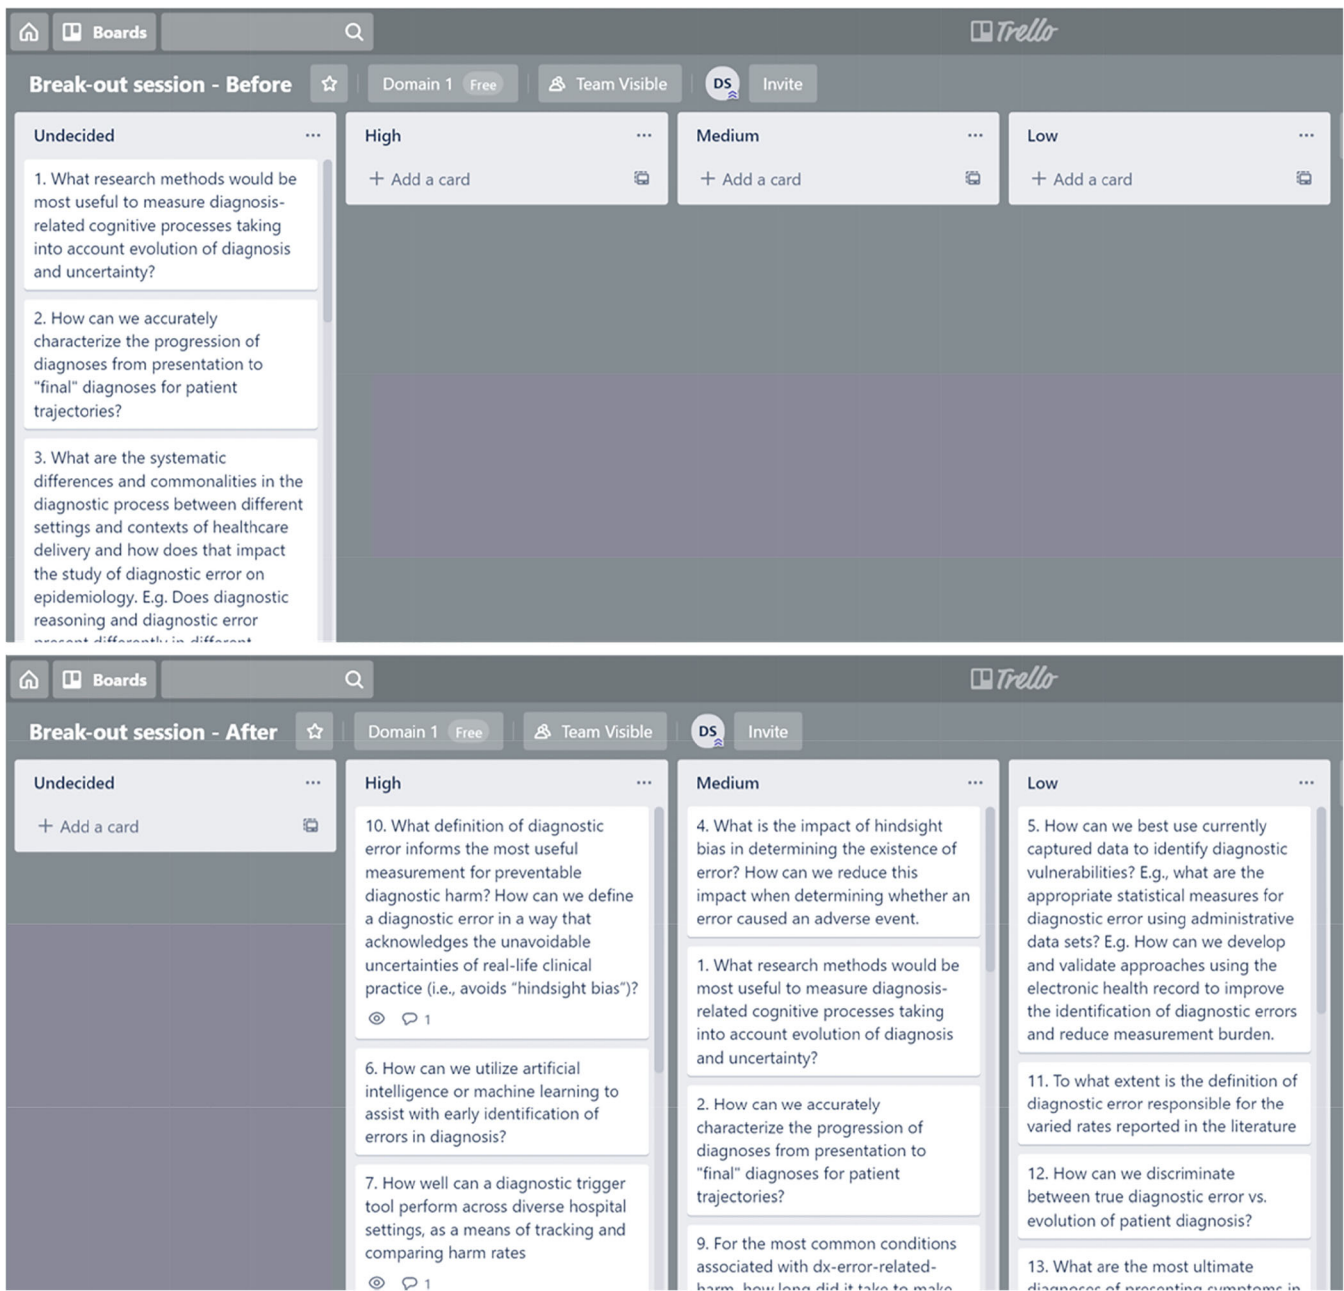 Boards
Trello
Break-out session - Before
Domain 1 Free
Team Visible
DS
Invite
Undecided
1. What research methods would be
most useful to measure diagnosis-
related cognitive processes taking
into account evolution of diagnosis
and uncertainty?
2. How can we accurately
characterize the progression of
diagnoses from presentation to
"final" diagnoses for patient
trajectories?
3. What are the systematic
differences and commonalities in the
diagnostic process between different
settings and contexts of healthcare
delivery and how does that impact
the study of diagnostic error on
epidemiology. E.g. Does diagnostic
reasoning and diagnostic error
present differently in different
High
+ Add a card
Medium
+ Add a card
Low
+ Add a card
Boards
Trello
Break-out session - After
Domain 1 Free
Team Visible
DS
Invite
Undecided
+ Add a card
High
10. What definition of diagnostic
error informs the most useful
measurement for preventable
diagnostic harm? How can we define
a diagnostic error in a way that
acknowledges the unavoidable
uncertainties of real-life clinical
practice (i.e., avoids “hindsight bias”)?
1
6. How can we utilize artificial
intelligence or machine learning to
assist with early identification of
errors in diagnosis?
7. How well can a diagnostic trigger
tool perform across diverse hospital
settings, as a means of tracking and
comparing harm rates
1
Medium
4. What is the impact of hindsight
bias in determining the existence of
error? How can we reduce this
impact when determining whether an
error caused an adverse event.
1. What research methods would be
most useful to measure diagnosis-
related cognitive processes taking
into account evolution of diagnosis
and uncertainty?
2. How can we accurately
characterize the progression of
diagnoses from presentation to
"final" diagnoses for patient
trajectories?
9. For the most common conditions
associated with dx-error-related-
harm, how long did it take to make
Low
5. How can we best use currently
captured data to identify diagnostic
vulnerabilities? E.g., what are the
appropriate statistical measures for
diagnostic error using administrative
data sets? E.g. How can we develop
and validate approaches using the
electronic health record to improve
the identification of diagnostic errors
and reduce measurement burden.
11. To what extent is the definition of
diagnostic error responsible for the
varied rates reported in the literature
12. How can we discriminate
between true diagnostic error vs.
evolution of patient diagnosis?
13. What are the most ultimate
diagnoses of presenting symptoms in